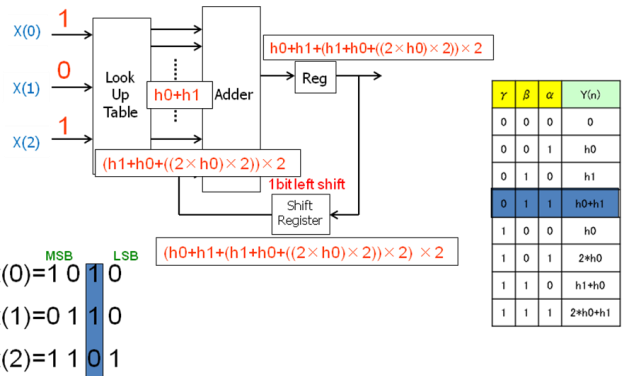 X(0)
1
h0+h1+(h1+h0+((2×h0)×2))×2
X(1)
0
Look
Up
Table
h0+h1
Adder
Reg
X(2)
1
(h1+h0+((2×h0)×2))×2
1bit left shift
Shift
Register
(h0+h1+(h1+h0+((2×h0)×2))×2) ×2
MSB
LSB
(0)=1 0 1 0
(1)=0 1 1 0
(2)=1 1 0 1
γ β α Y(n)
0 0 0 0
0 0 1 h0
0 1 0 h1
0 1 1 h0+h1
1 0 0 h0
1 0 1 2*h0
1 1 0 h1+h0
1 1 1 2*h0+h1